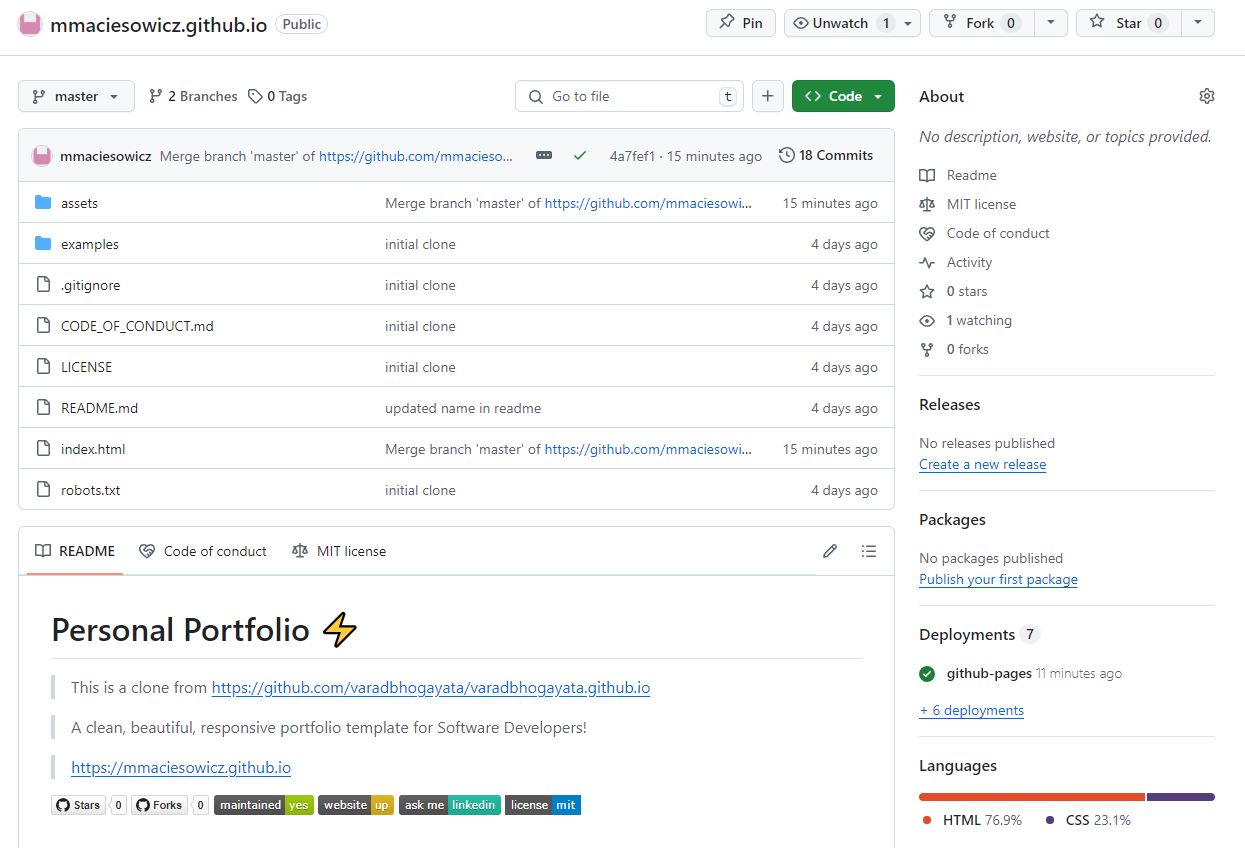 mmaciesowicz.github.io Public Pin Unwatch 1 Fork 0 Star 0
master 2 Branches 0 Tags Go to file t + <> Code
mmaciesowicz Merge branch 'master' of https://github.com/mmacieso... 4a7fef1 · 15 minutes ago 18 Commits
assets Merge branch 'master' of https://github.com/mmaciesowi... 15 minutes ago
examples initial clone 4 days ago
.gitignore initial clone 4 days ago
CODE_OF_CONDUCT.md initial clone 4 days ago
LICENSE initial clone 4 days ago
README.md updated name in readme 4 days ago
index.html Merge branch 'master' of https://github.com/mmaciesowi... 15 minutes ago
robots.txt initial clone 4 days ago
README Code of conduct MIT license
Personal Portfolio ⚡
This is a clone from https://github.com/varadbhogayata/varadbhogayata.github.io
A clean, beautiful, responsive portfolio template for Software Developers!
https://mmaciesowicz.github.io
Stars 0 Forks 0 maintained yes website up ask me linkedin license mit
About
No description, website, or topics provided.
Readme
MIT license
Code of conduct
Activity
0 stars
1 watching
0 forks
Releases
No releases published
Create a new release
Packages
No packages published
Publish your first package
Deployments 7
github-pages 11 minutes ago
+ 6 deployments
Languages
HTML 76.9% CSS 23.1%